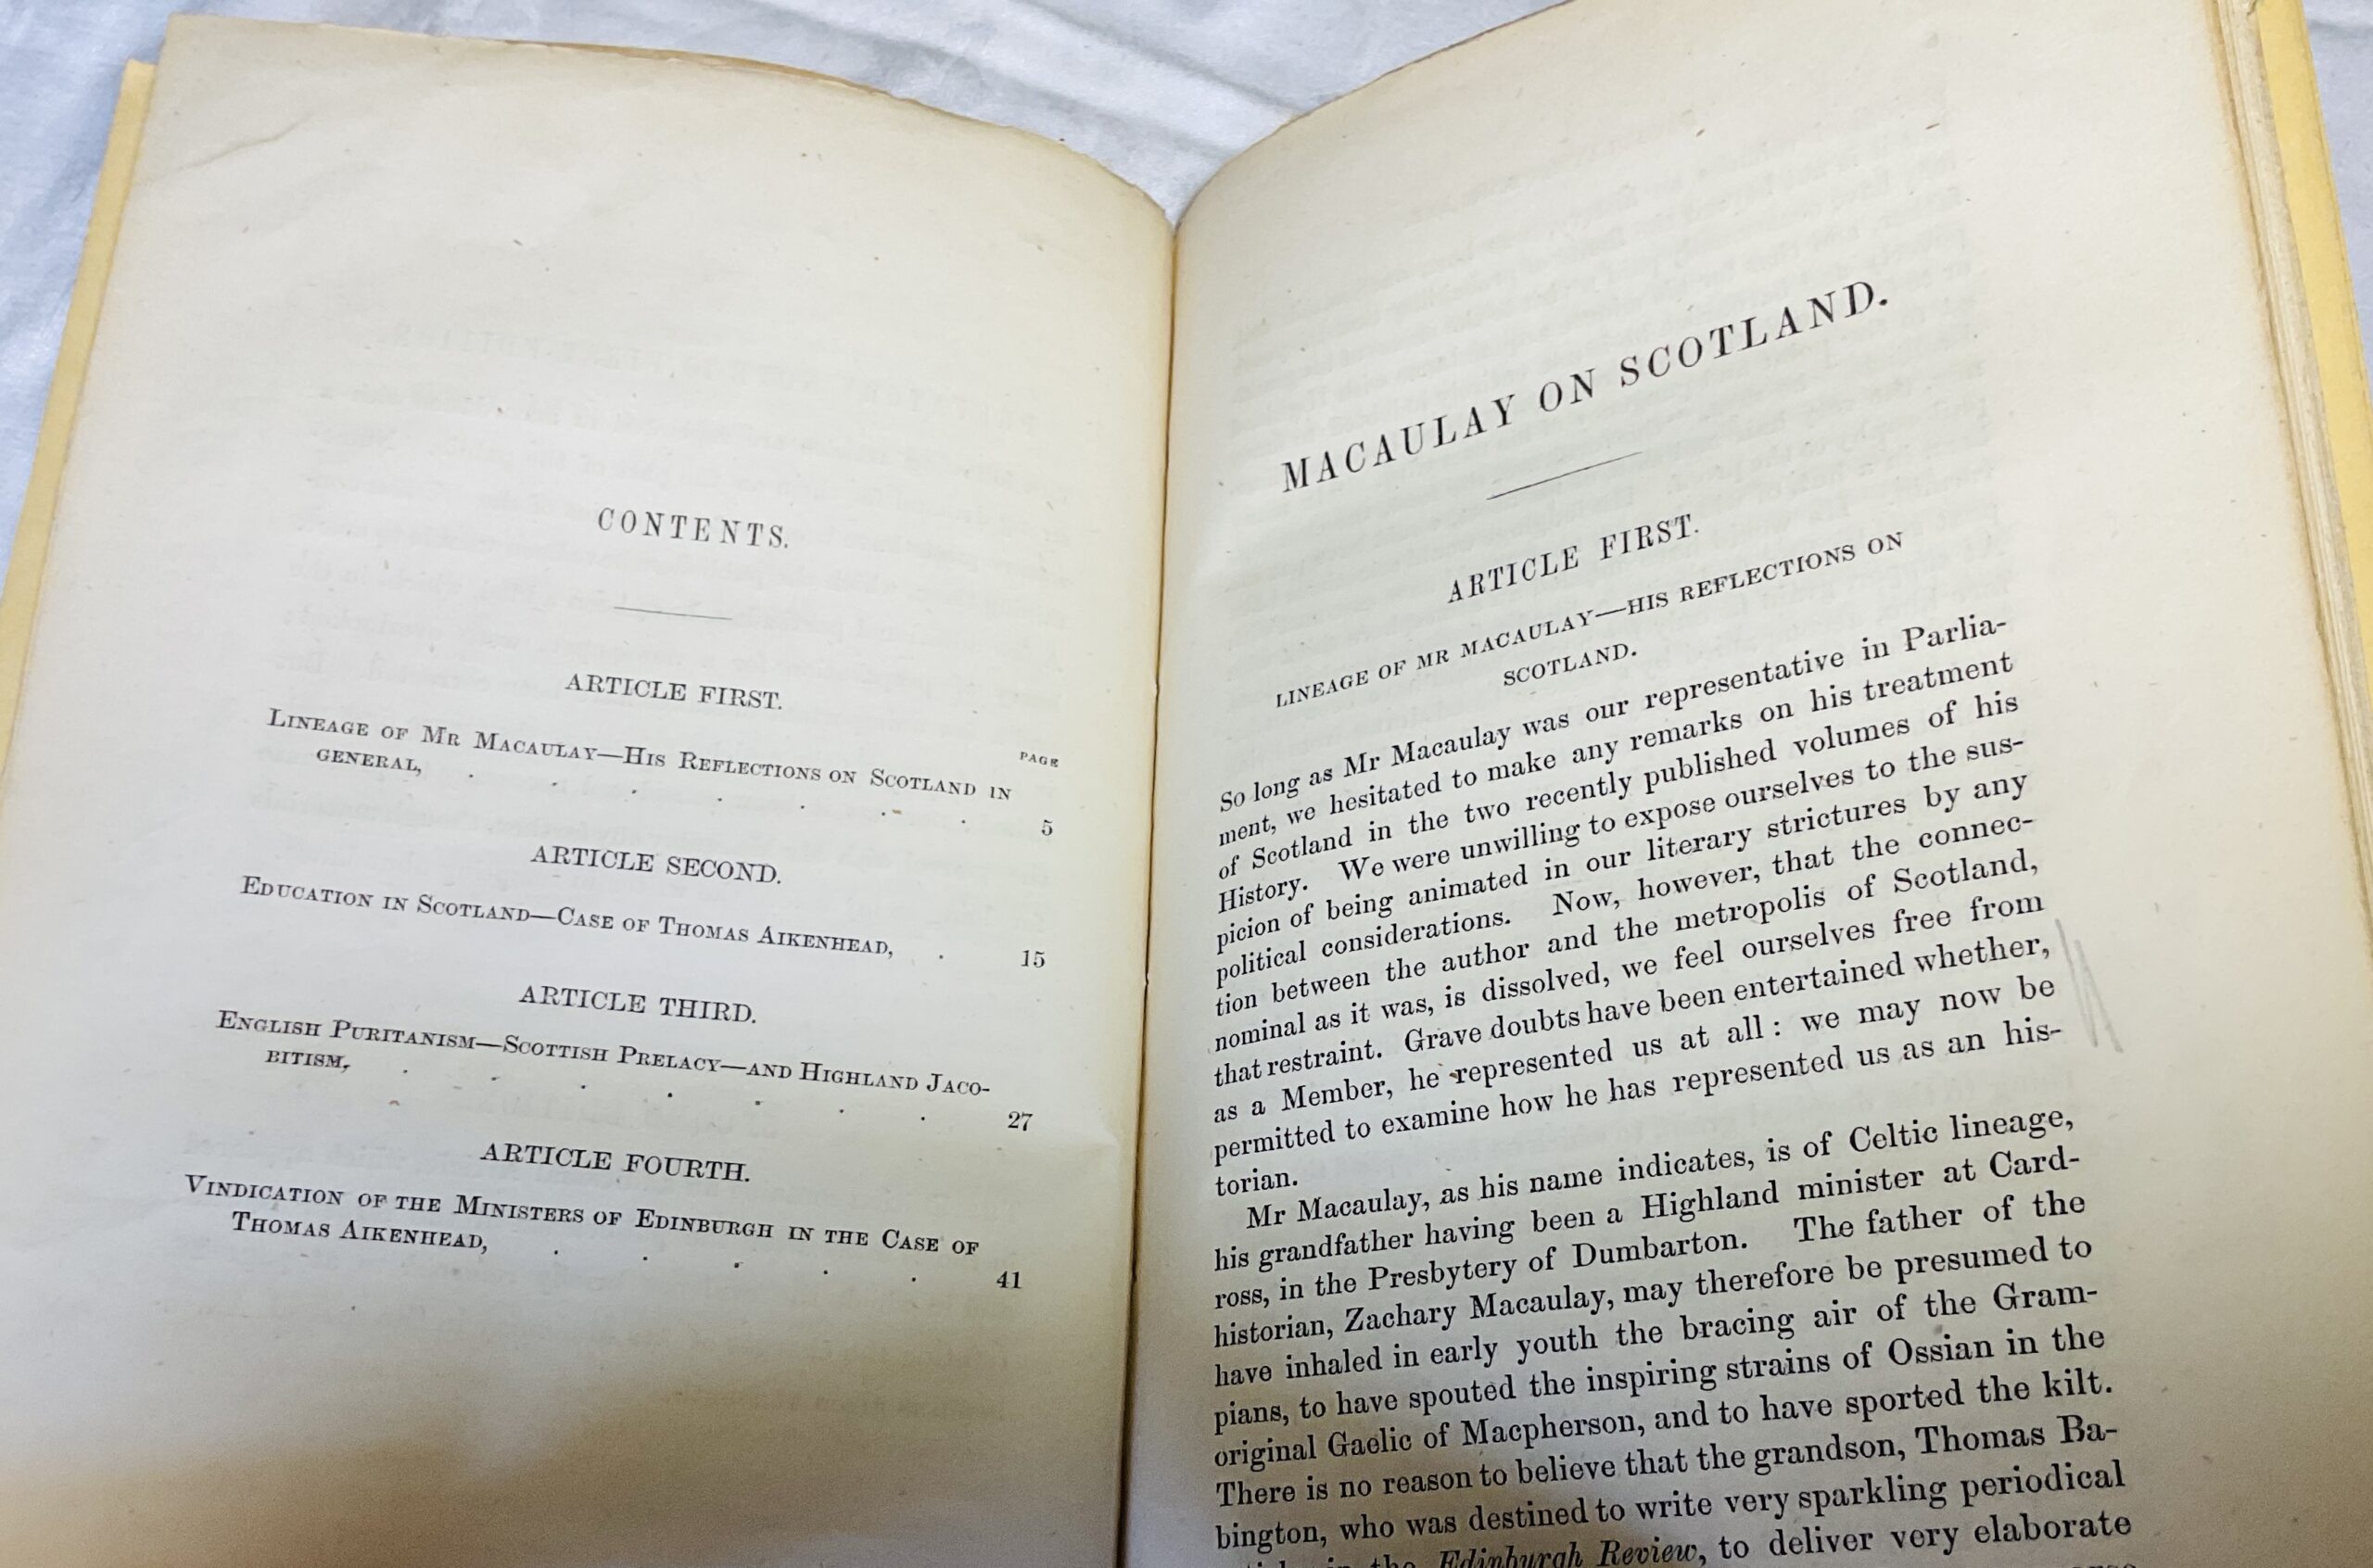 CONTENTS.
ARTICLE FIRST.
PAGE
LINEAGE OF MR MACAULAY—HIS REFLECTIONS ON SCOTLAND IN
GENERAL, . . . . . . . 5
ARTICLE SECOND.
EDUCATION IN SCOTLAND—CASE OF THOMAS AIKENHEAD, . 15
ARTICLE THIRD.
ENGLISH PURITANISM—SCOTTISH PRELACY—AND HIGHLAND JACO-
BITISM, . . . . . . . 27
ARTICLE FOURTH.
VINDICATION OF THE MINISTERS OF EDINBURGH IN THE CASE OF
THOMAS AIKENHEAD, . . . . . 41
MACAULAY ON SCOTLAND.
ARTICLE FIRST.
LINEAGE OF MR MACAULAY—HIS REFLECTIONS ON
SCOTLAND.
So long as Mr Macaulay was our representative in Parlia-
ment, we hesitated to make any remarks on his treatment
of Scotland in the two recently published volumes of his
History. We were unwilling to expose ourselves to the sus-
picion of being animated in our literary strictures by any
political considerations. Now, however, that the connec-
tion between the author and the metropolis of Scotland,
nominal as it was, is dissolved, we feel ourselves free from
that restraint. Grave doubts have been entertained whether,
as a Member, he represented us at all: we may now be
permitted to examine how he has represented us as an his-
torian.
Mr Macaulay, as his name indicates, is of Celtic lineage,
his grandfather having been a Highland minister at Card-
ross, in the Presbytery of Dumbarton. The father of the
historian, Zachary Macaulay, may therefore be presumed to
have inhaled in early youth the bracing air of the Gram-
pians, to have spouted the inspiring strains of Ossian in the
original Gaelic of Macpherson, and to have sported the kilt.
There is no reason to believe that the grandson, Thomas Ba-
bington, who was destined to write very sparkling periodical
in the Edinburgh Review, to deliver very elaborate